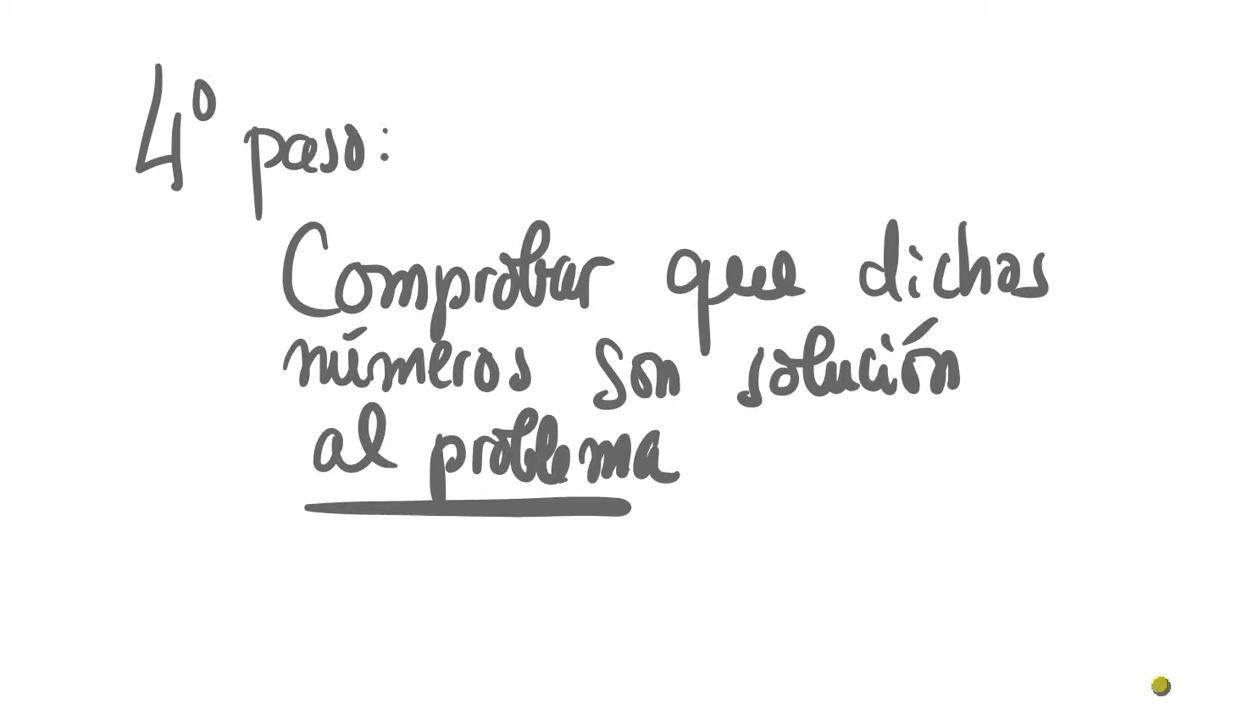 4º paso:
Comprobar que dichos
números son solución
al problema